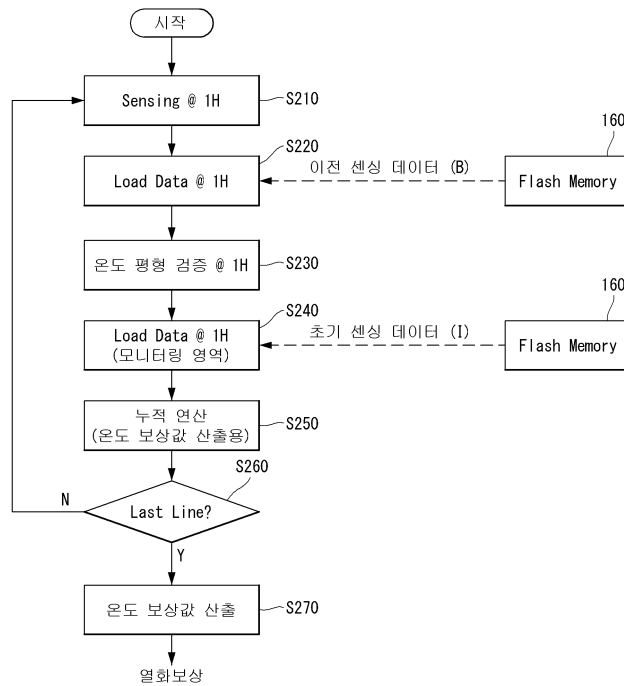 시작
Sensing @ 1H
S210
S220
160
Load Data @ 1H
이전 센싱 데이터 (B)
Flash Memory
온도 평형 검증 @ 1H
S230
S240
160
Load Data @ 1H
(모니터링 영역)
초기 센싱 데이터 (I)
Flash Memory
누적 연산
(온도 보상값 산출용)
S250
S260
N
Last Line?
Y
온도 보상값 산출
S270
열화보상